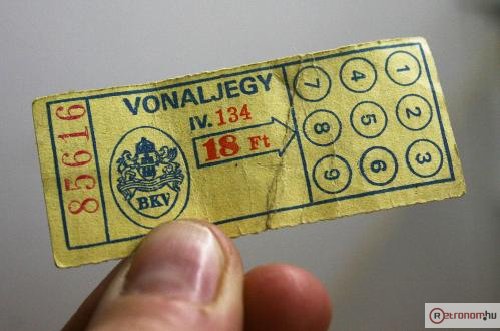 85616
VONALJEGY
IV. 134
18 Ft
BKV
7 4 1
8 5 2
9 6 3
Retronom.hu